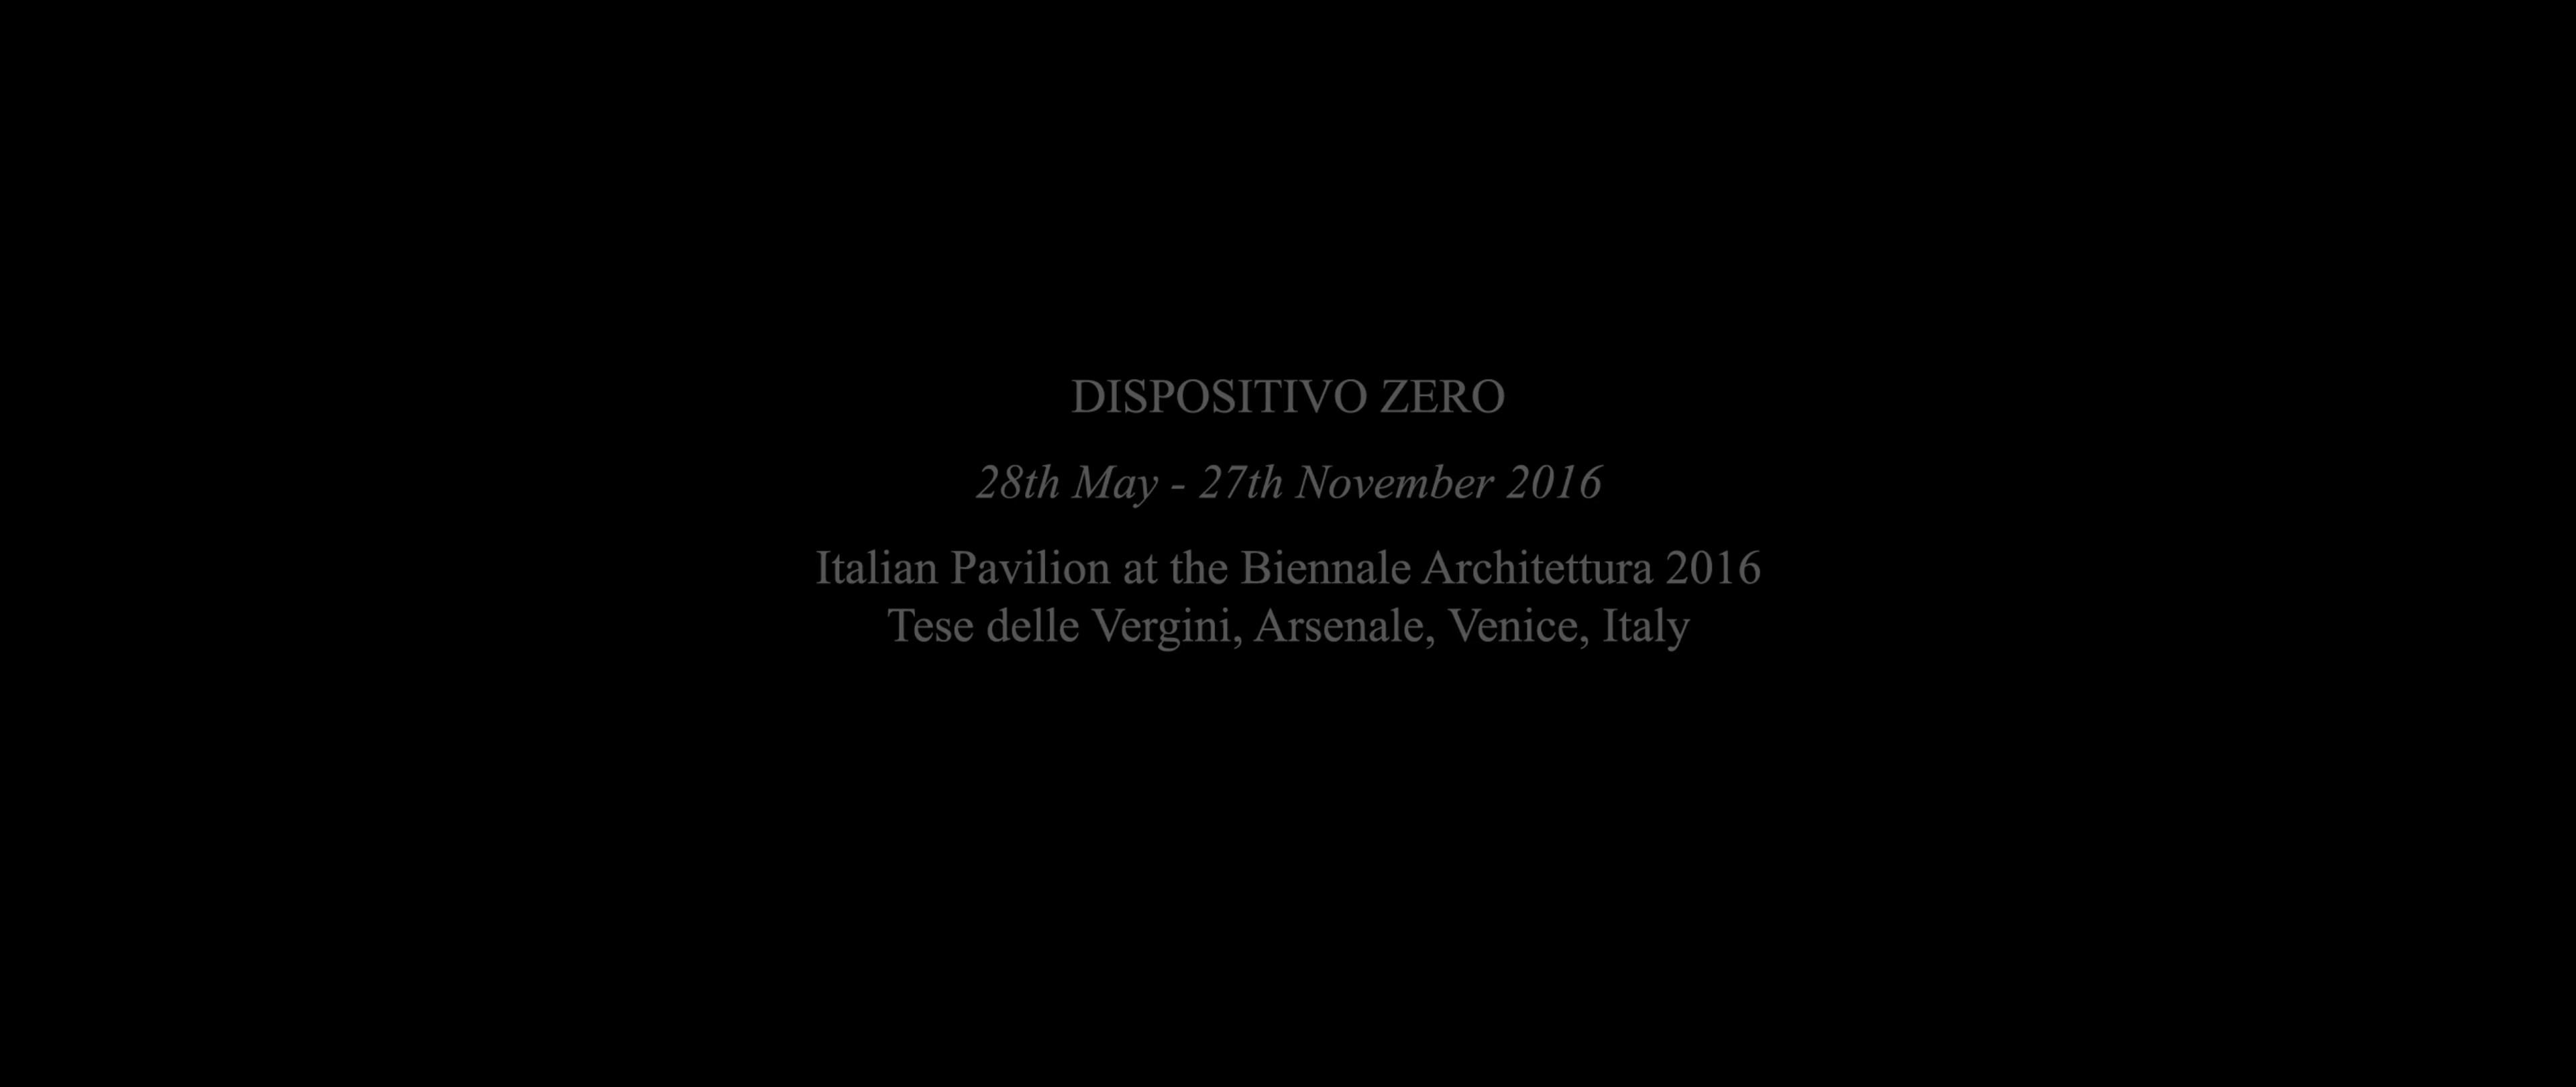 DISPOSITIVO ZERO
28th May - 27th November 2016
Italian Pavilion at the Biennale Architettura 2016
Tese delle Vergini, Arsenale, Venice, Italy